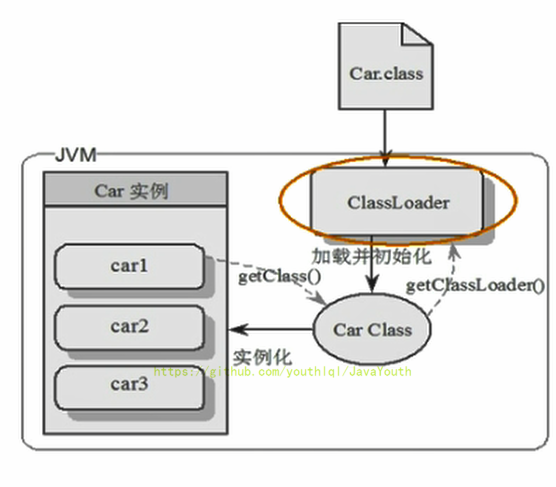 Car.class
JVM
Car 实例
ClassLoader
加载并初始化
car1
getClass()
getClassLoader()
car2
Car Class
实例化
https://github.com/youthlql/JavaYouth
car3